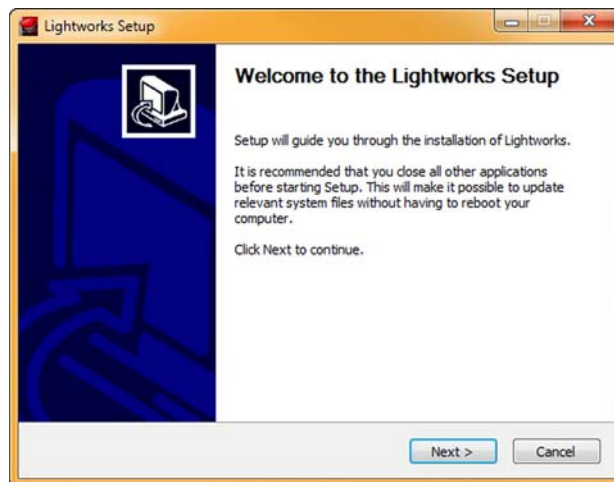 Lightworks Setup
Welcome to the Lightworks Setup
Setup will guide you through the installation of Lightworks.
It is recommended that you close all other applications
before starting Setup. This will make it possible to update
relevant system files without having to reboot your
computer.
Click Next to continue.
Next >
Cancel